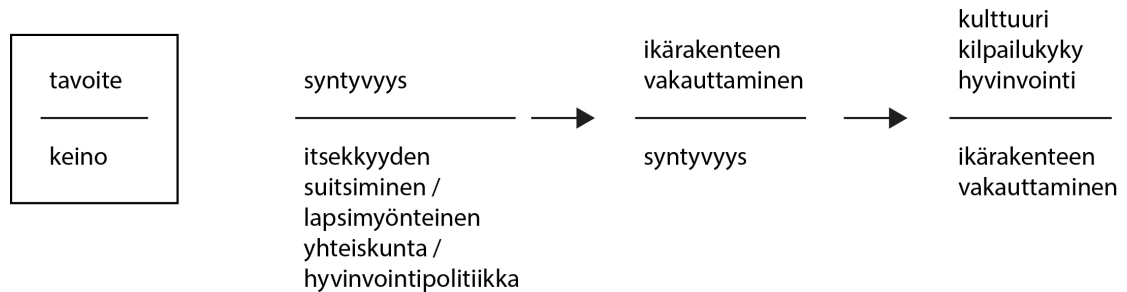 tavoite
keino
syntyvyys
itsekkyyden
suitsiminen /
lapsimyönteinen
yhteiskunta /
hyvinvointipolitiikka
ikärakenteen
vakauttaminen
syntyvyys
kulttuuri
kilpailukyky
hyvinvointi
ikärakenteen
vakauttaminen